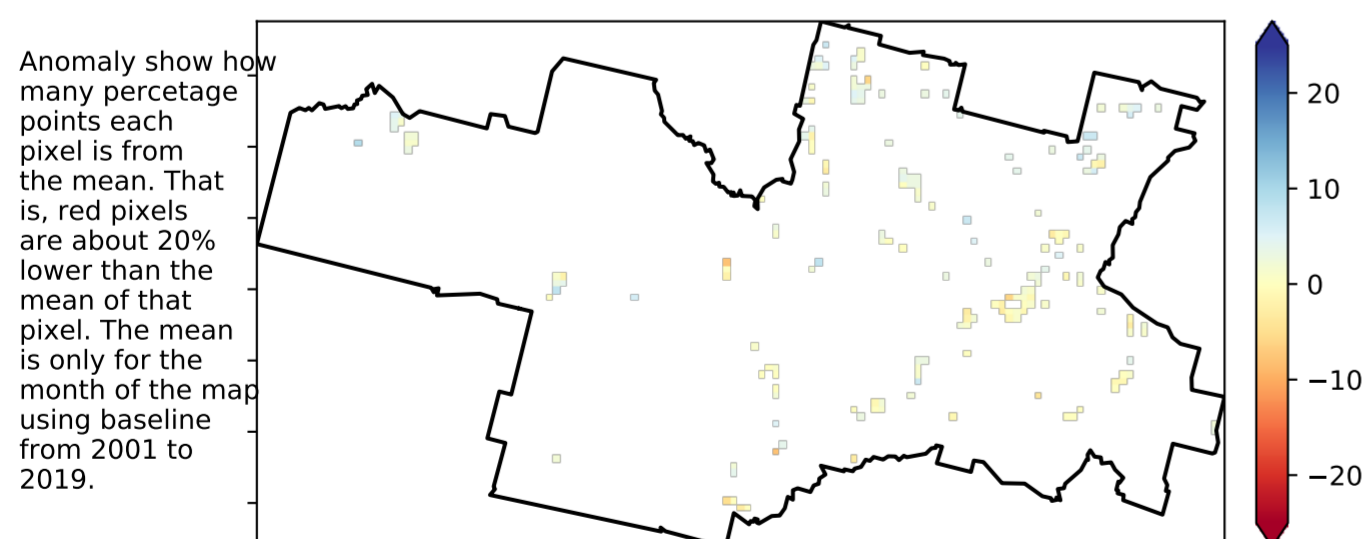 Anomaly show how
many percetage
points each
pixel is from
the mean. That
is, red pixels
are about 20%
lower than the
mean of that
pixel. The mean
is only for the
month of the map
using baseline
from 2001 to
2019.
20
10
0
−10
−20